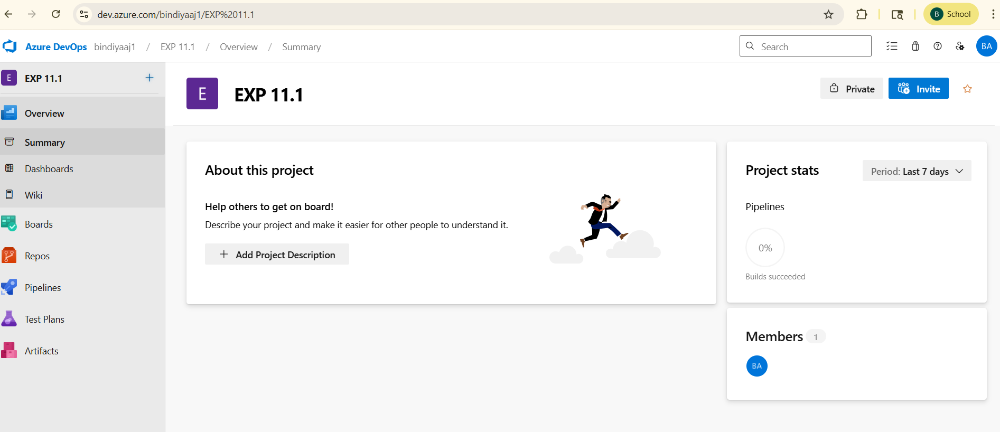 dev.azure.com/bindiyaaj1/EXP%2011.1
B School
Azure DevOps bindiyaaj1 / EXP 11.1 / Overview / Summary
Search
BA
E EXP 11.1 +
Overview
Summary
Dashboards
Wiki
Boards
Repos
Pipelines
Test Plans
Artifacts
E EXP 11.1
Private
Invite
About this project
Help others to get on board!
Describe your project and make it easier for other people to understand it.
+ Add Project Description
Project stats
Period: Last 7 days
Pipelines
0%
Builds succeeded
Members 1
BA